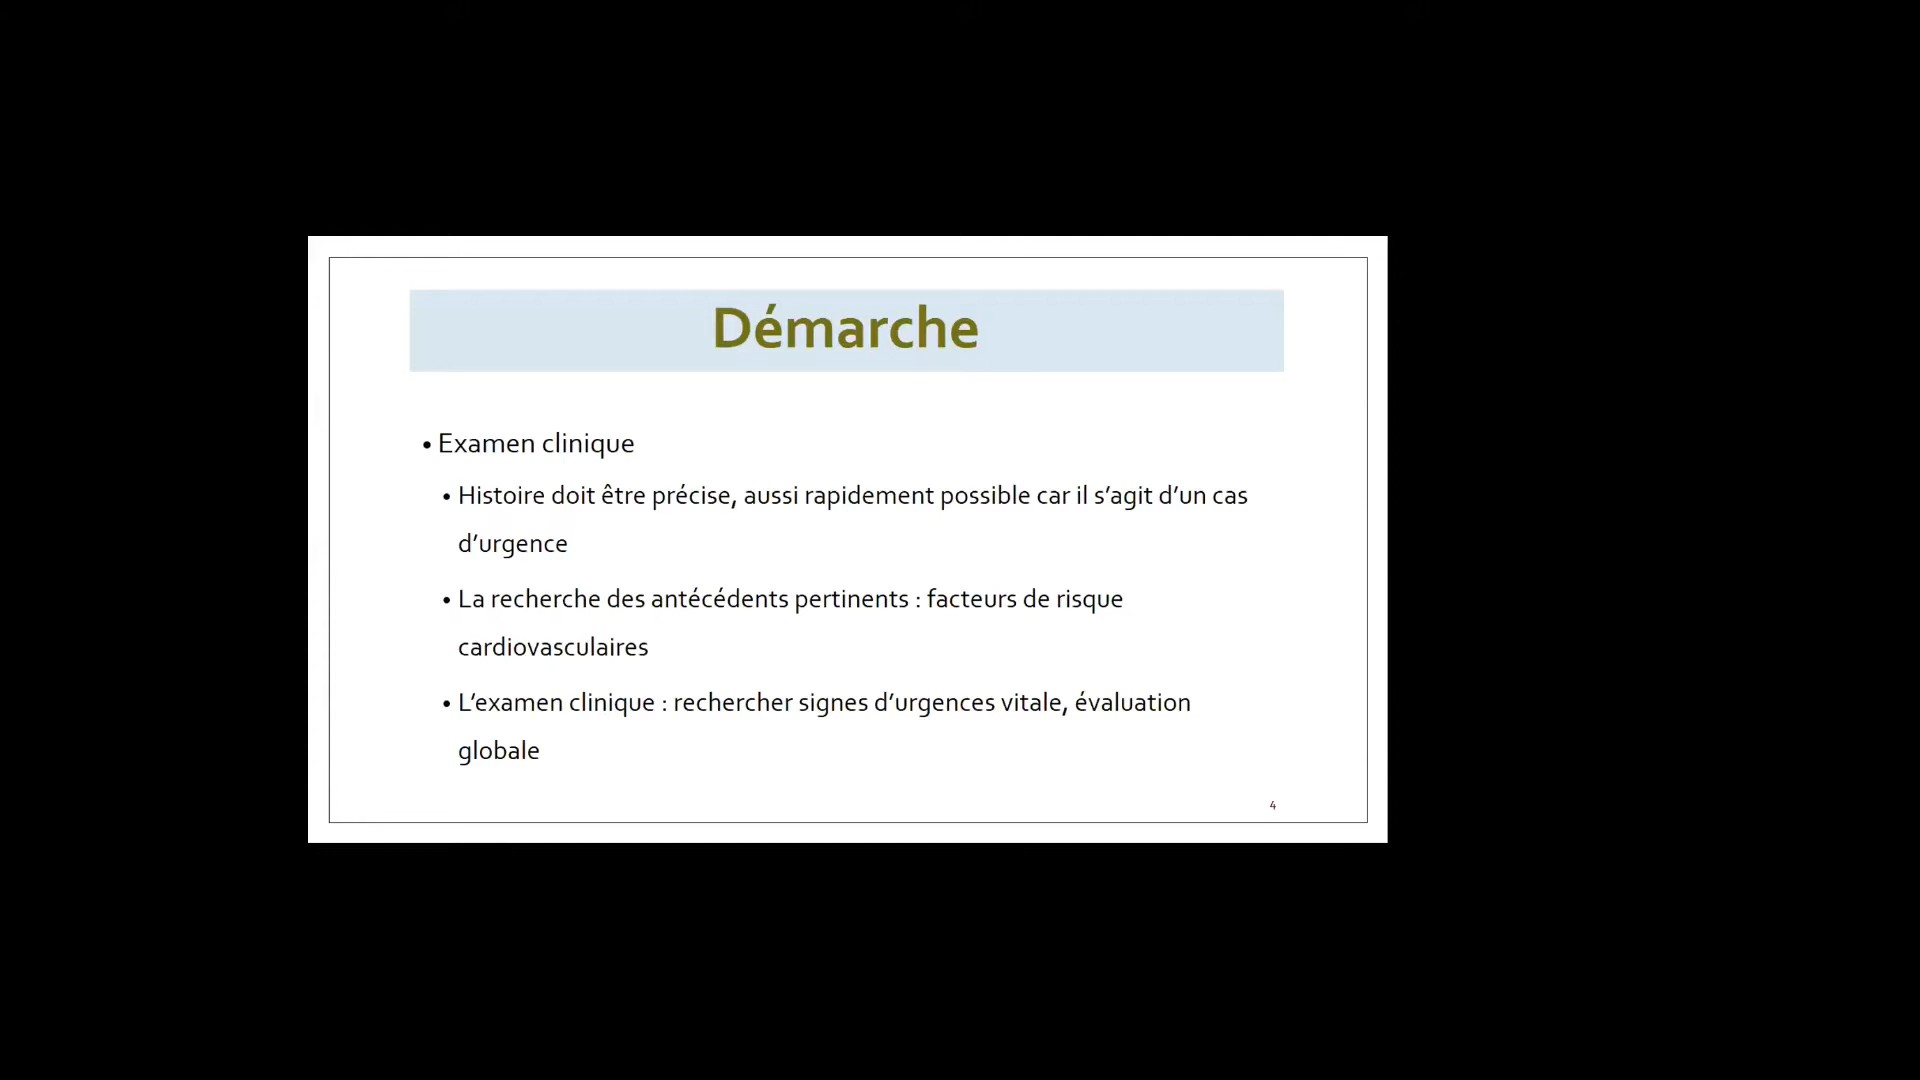 Démarche
• Examen clinique
• Histoire doit être précise, aussi rapidement possible car il s’agit d’un cas
d’urgence
• La recherche des antécédents pertinents : facteurs de risque
cardiovasculaires
• L’examen clinique : rechercher signes d’urgences vitale, évaluation
globale
4